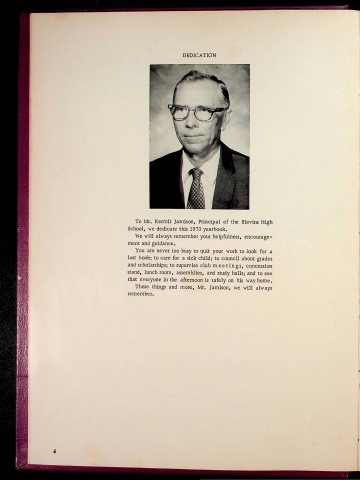 DEDICATION
To Mr. Kermit Jamison, Principal of the Blevins High
School, we dedicate this 1970 yearbook.
We will always remember your helpfulness, encourage-
ment and guidance.
You are never too busy to quit your work to look for a
lost book; to care for a sick child; to council about grades
and scholarships; to supervise club meetings, concession
stand, lunch room, assemblies, and study halls; and to see
that everyone in the afternoon is safely on his way home.
These things and more, Mr. Jamison, we will always
remember.
4